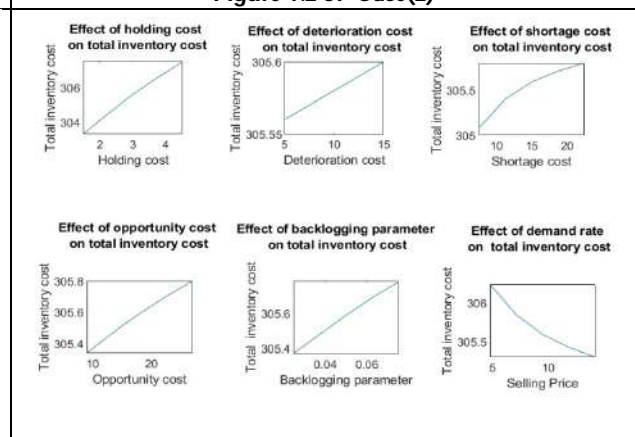 Effect of holding cost
on total inventory cost
Total inventory cost
306
304
2 3 4
Holding cost
Effect of deterioration cost
on total inventory cost
Total inventory cost
305.6
305.55
5 10 15
Deterioration cost
Effect of shortage cost
on total inventory cost
Total inventory cost
305.5
305
10 15 20
Shortage cost
Effect of opportunity cost
on total inventory cost
Total inventory cost
305.8
305.6
305.4
10 20
Opportunity cost
Effect of backlogging parameter
on total inventory cost
Total inventory cost
305.6
305.4
0.04 0.06
Backlogging parameter
Effect of demand rate
on total inventory cost
Total inventory cost
306
305.5
5 10
Selling Price